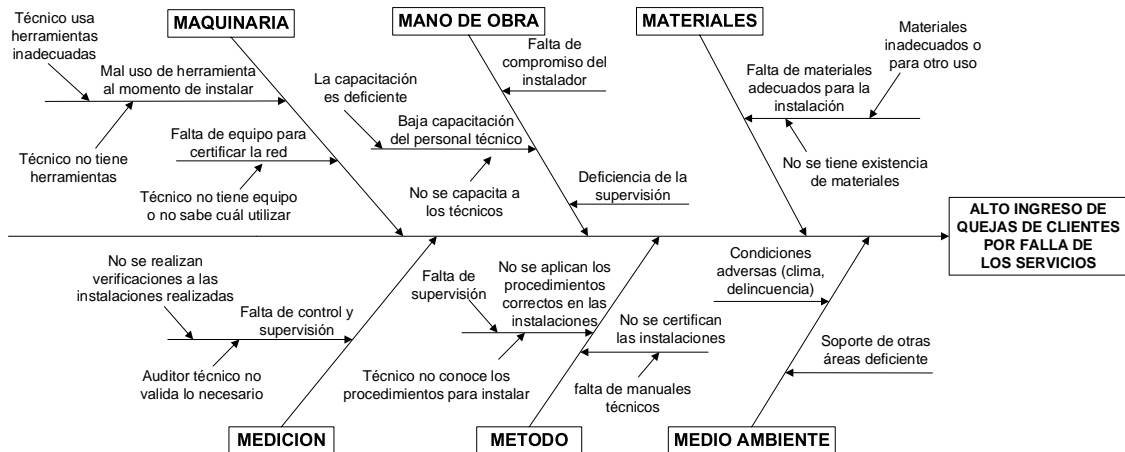 MAQUINARIA
Técnico usa
herramientas
inadecuadas
Mal uso de herramienta
al momento de instalar
Técnico no tiene
herramientas
Falta de equipo para
certificar la red
Técnico no tiene equipo
o no sabe cuál utilizar
MANO DE OBRA
Falta de
compromiso del
instalador
La capacitación
es deficiente
Baja capacitación
del personal técnico
No se capacita a
los técnicos
Deficiencia de la
supervisión
MATERIALES
Materiales
inadecuados o
para otro uso
Falta de materiales
adecuados para la
instalación
No se tiene existencia
de materiales
ALTO INGRESO DE
QUEJAS DE CLIENTES
POR FALLA DE
LOS SERVICIOS
No se realizan
verificaciones a las
instalaciones realizadas
Falta de control y
supervisión
Auditor técnico no
valida lo necesario
MEDICION
Falta de
supervisión
No se aplican los
procedimientos
correctos en las
instalaciones
Técnico no conoce los
procedimientos para instalar
No se certifican
las instalaciones
falta de manuales
técnicos
METODO
Condiciones
adversas (clima,
delincuencia)
Soporte de otras
áreas deficiente
MEDIO AMBIENTE